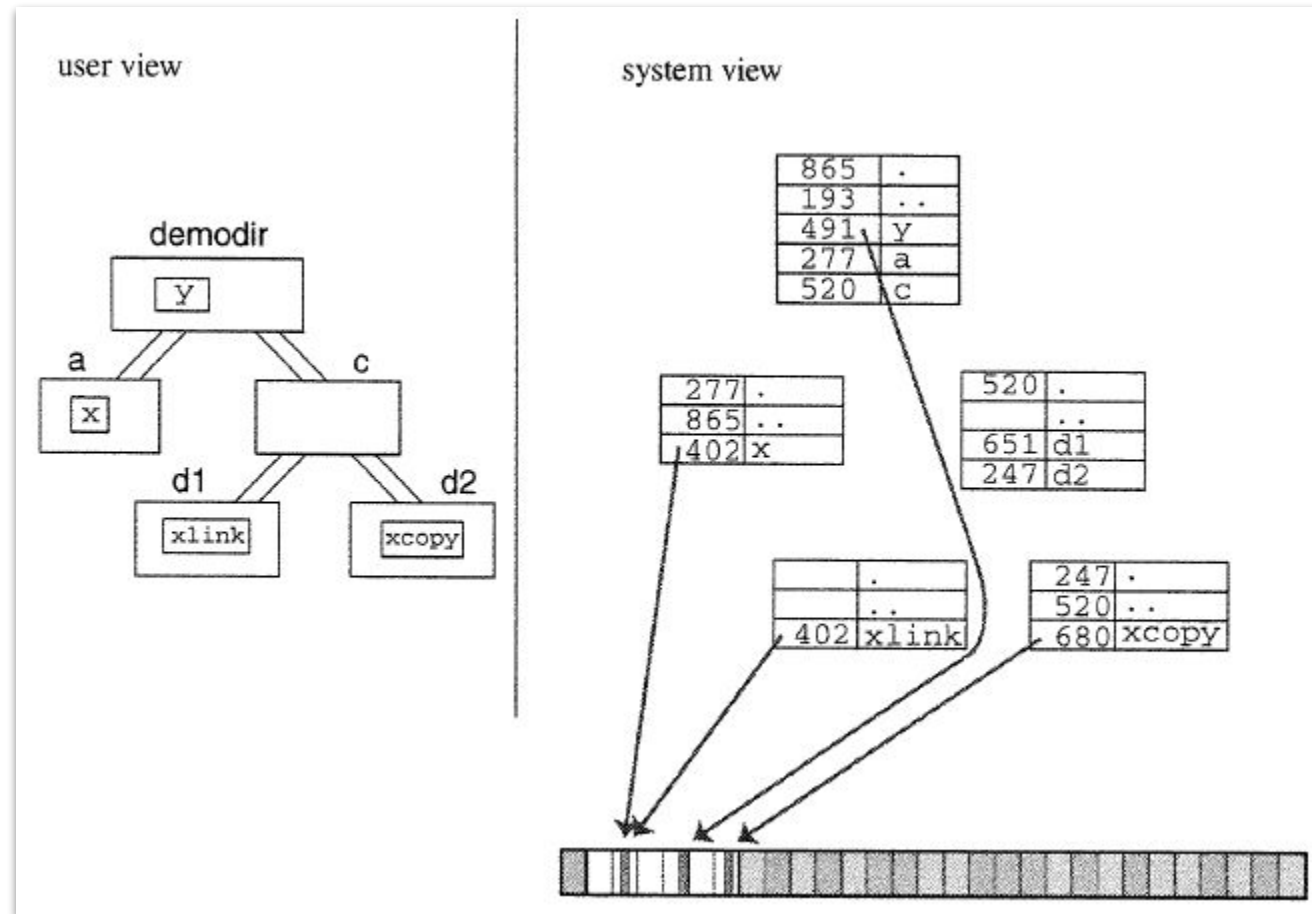 user view
system view
865 .
193 ..
491 y
277 a
520 c
demodir
y
a
c
x
277 .
865 ..
402 x
520 .
..
651 d1
247 d2
d1
d2
xlink
xcopy
.
..
402 xlink
247 .
520 ..
680 xcopy